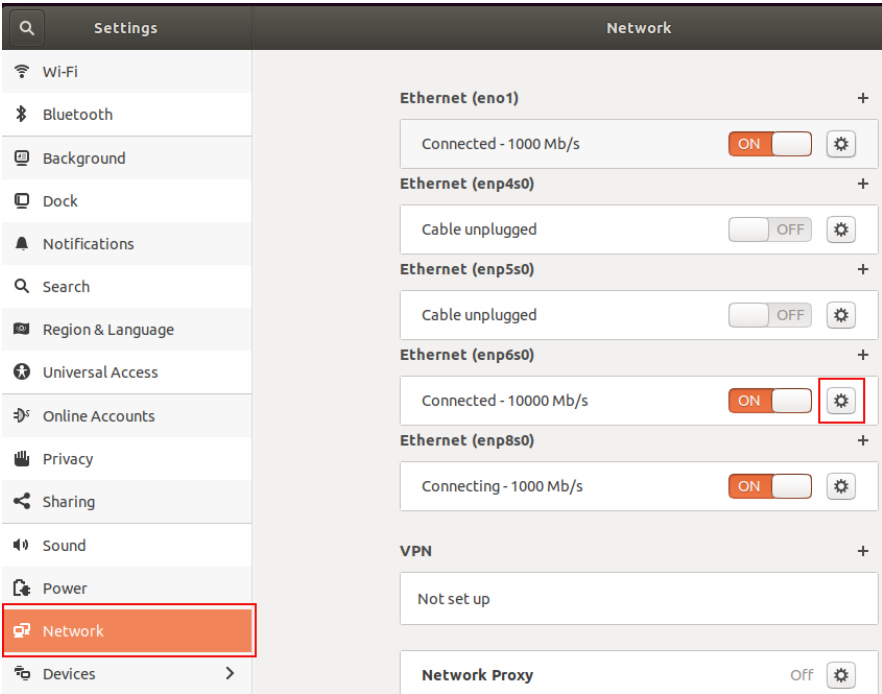 Settings
Network
Wi-Fi
Bluetooth
Background
Dock
Notifications
Search
Region & Language
Universal Access
Online Accounts
Privacy
Sharing
Sound
Power
Network
Devices
Ethernet (eno1)
Connected - 1000 Mb/s
ON
Ethernet (enp4s0)
Cable unplugged
OFF
Ethernet (enp5s0)
Cable unplugged
OFF
Ethernet (enp6s0)
Connected - 10000 Mb/s
ON
Ethernet (enp8s0)
Connecting - 1000 Mb/s
ON
VPN
Not set up
Network Proxy
Off